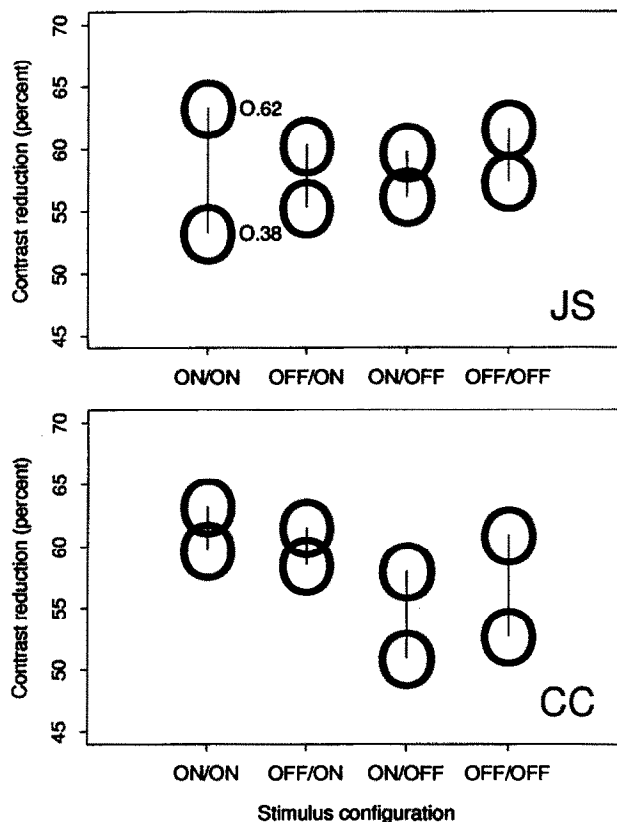 Contrast reduction (percent)
70
65
60
55
50
45
0.62
0.38
JS
ON/ON OFF/ON ON/OFF OFF/OFF
Contrast reduction (percent)
70
65
60
55
50
45
CC
ON/ON OFF/ON ON/OFF OFF/OFF
Stimulus configuration